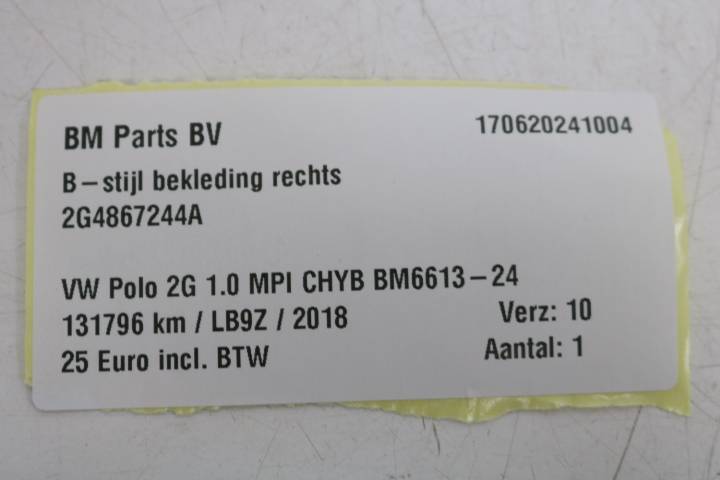 BM Parts BV 170620241004
B-stijl bekleding rechts
2G4867244A
VW Polo 2G 1.0 MPI CHYB BM6613-24
131796 km / LB9Z / 2018 Verz: 10
25 Euro incl. BTW Aantal: 1